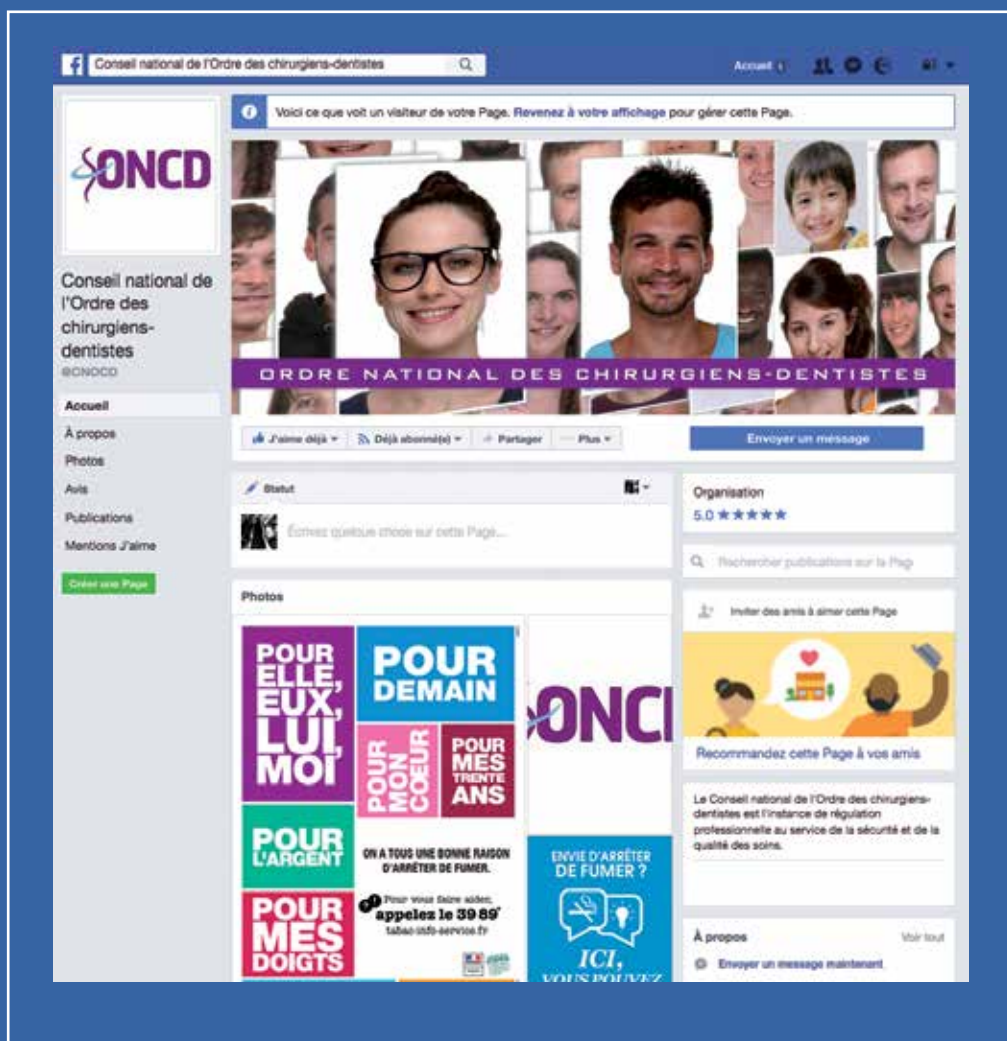 f Conseil national de l'Ordre des chirurgiens-dentistes
Accueil
ONCD
Conseil national de
l'Ordre des
chirurgiens-
dentistes
@CNOCD
Accueil
À propos
Photos
Avis
Publications
Mentions J'aime
Créer une Page
Voici ce que voit un visiteur de votre Page. Revenez à votre affichage pour gérer cette Page.
ORDRE NATIONAL DES CHIRURGIENS-DENTISTES
J'aime déjà
Déjà abonné(e)
Partager
Plus
Envoyer un message
Statut
Écrivez quelque chose sur cette Page...
Photos
POUR
ELLE,
EUX,
LUI,
MOI
POUR
DEMAIN
POUR
MON
CŒUR
POUR
MES
TRENTE
ANS
POUR
L'ARGENT
ON A TOUS UNE BONNE RAISON
D'ARRÊTER DE FUMER.
POUR
MES
DOIGTS
Pour vous faire aider,
appelez le 39 89*
tabac-info-service.fr
ONCI
ENVIE D'ARRÊTER
DE FUMER ?
ICI,
VOUS POUVEZ
Organisation
5.0 ★★★★★
Rechercher publications sur la Pag
Inviter des amis à aimer cette Page
Recommandez cette Page à vos amis
Le Conseil national de l'Ordre des chirurgiens-
dentistes est l'instance de régulation
professionnelle au service de la sécurité et de la
qualité des soins.
À propos
Voir tout
Envoyer un message maintenant